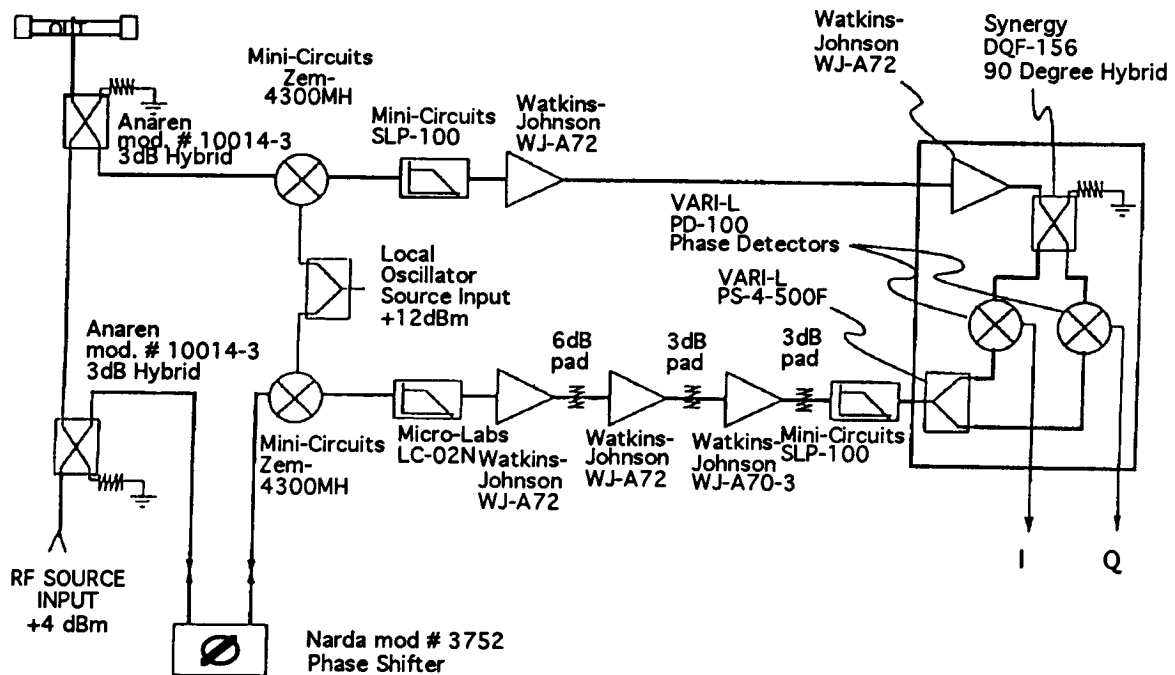 Mini-Circuits
Zem-
4300MH
Mini-Circuits
SLP-100
Watkins-
Johnson
WJ-A72
Watkins-
Johnson
WJ-A72
Synergy
DQF-156
90 Degree Hybrid
Anaren
mod. # 10014-3
3dB Hybrid
VARI-L
PD-100
Phase Detectors
Local
Oscillator
Source Input
+12dBm
VARI-L
PS-4-500F
Anaren
mod. # 10014-3
3dB Hybrid
6dB
pad
3dB
pad
3dB
pad
Mini-Circuits
Zem-
4300MH
Micro-Labs
LC-02N
Watkins-
Johnson
WJ-A72
Watkins-
Johnson
WJ-A72
Watkins-
Johnson
WJ-A70-3
Mini-Circuits
SLP-100
I
Q
RF SOURCE
INPUT
+4 dBm
Narda mod # 3752
Phase Shifter